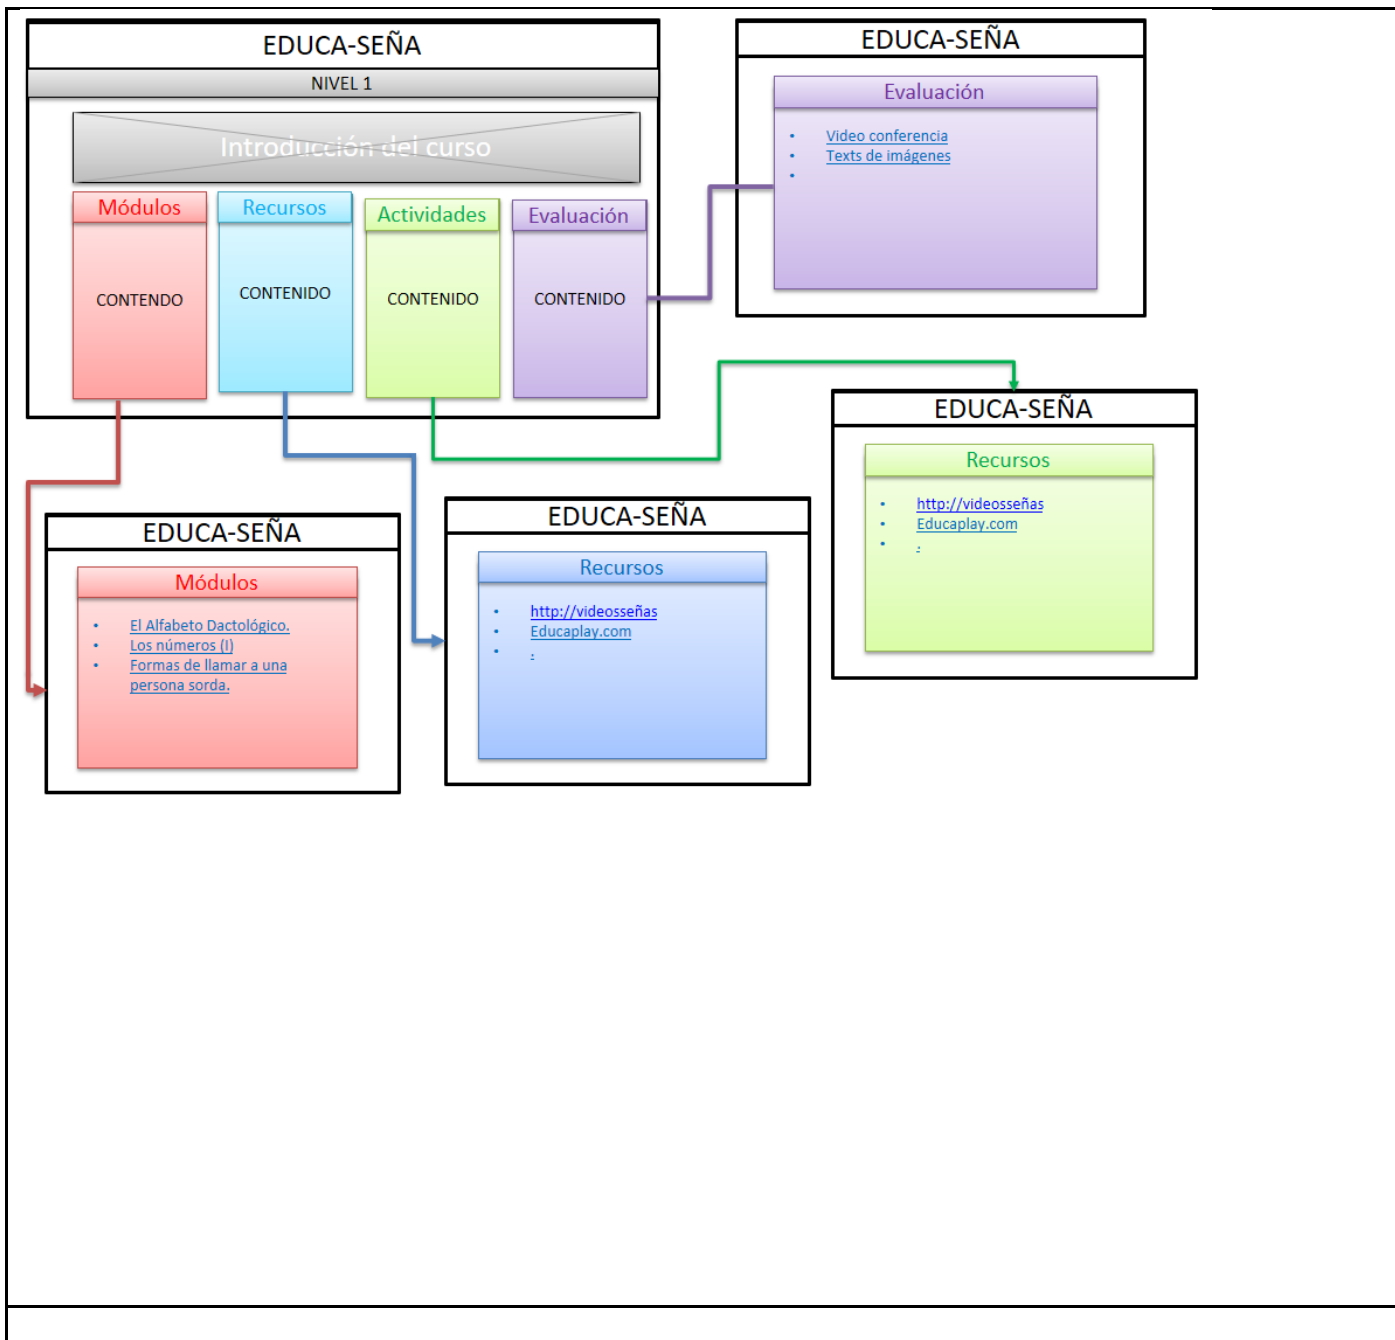 EDUCA-SEÑA
NIVEL 1
Introducción del curso
Módulos
CONTENDO
Recursos
CONTENIDO
Actividades
CONTENIDO
Evaluación
CONTENIDO
EDUCA-SEÑA
Evaluación
• Video conferencia
• Texts de imágenes
•
EDUCA-SEÑA
Recursos
• http://videosseñas
• Educaplay.com
• .
EDUCA-SEÑA
Módulos
• El Alfabeto Dactológico.
• Los números (I)
• Formas de llamar a una
persona sorda.
EDUCA-SEÑA
Recursos
• http://videosseñas
• Educaplay.com
• .